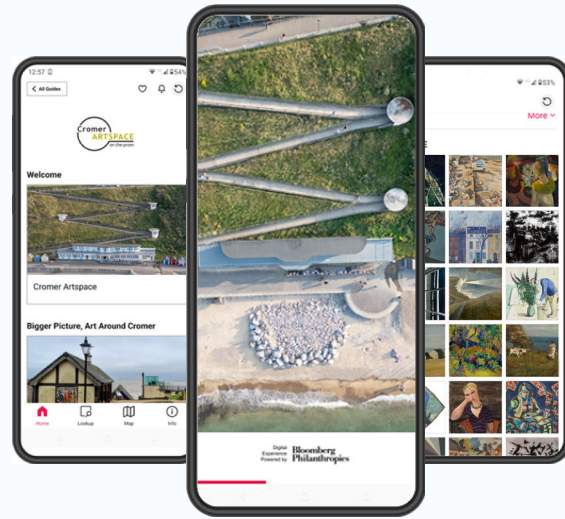 12:57
54%
All Guides
Cromer
ARTSPACE
on the prom
Welcome
Cromer Artspace
Bigger Picture, Art Around Cromer
Home
Lookup
Map
Info
Digital
Experience
Powered by
Bloomberg
Philanthropies
53%
More
E